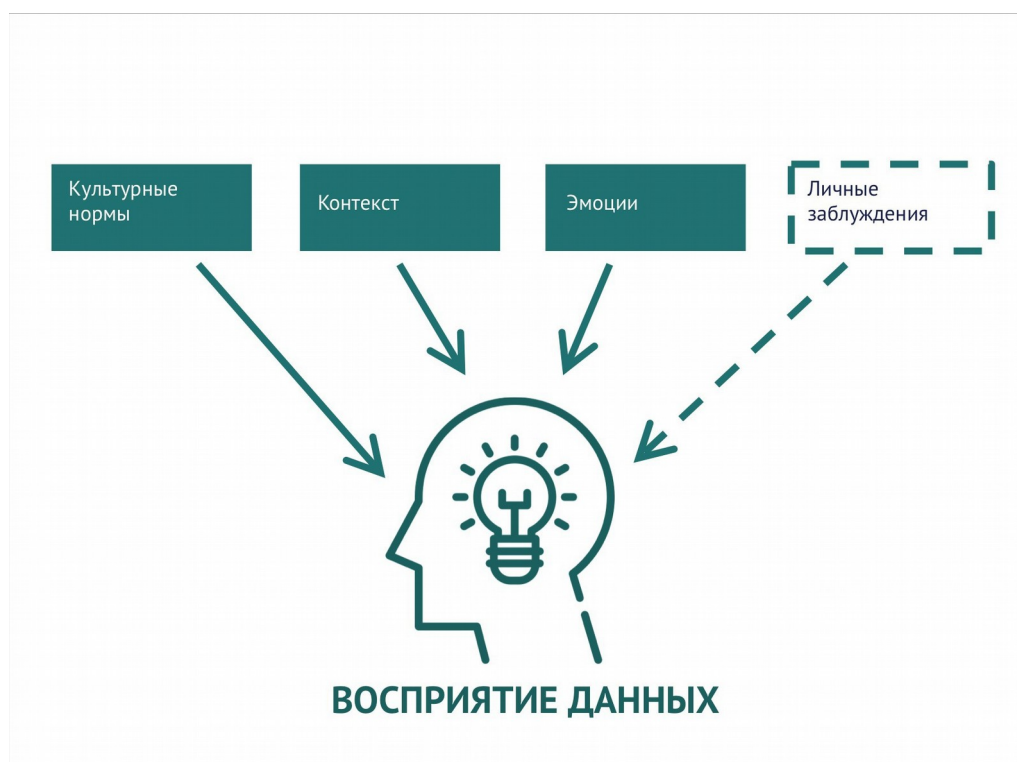 Культурные
нормы
Контекст
Эмоции
Личные
заблуждения
ВОСПРИЯТИЕ ДАННЫХ